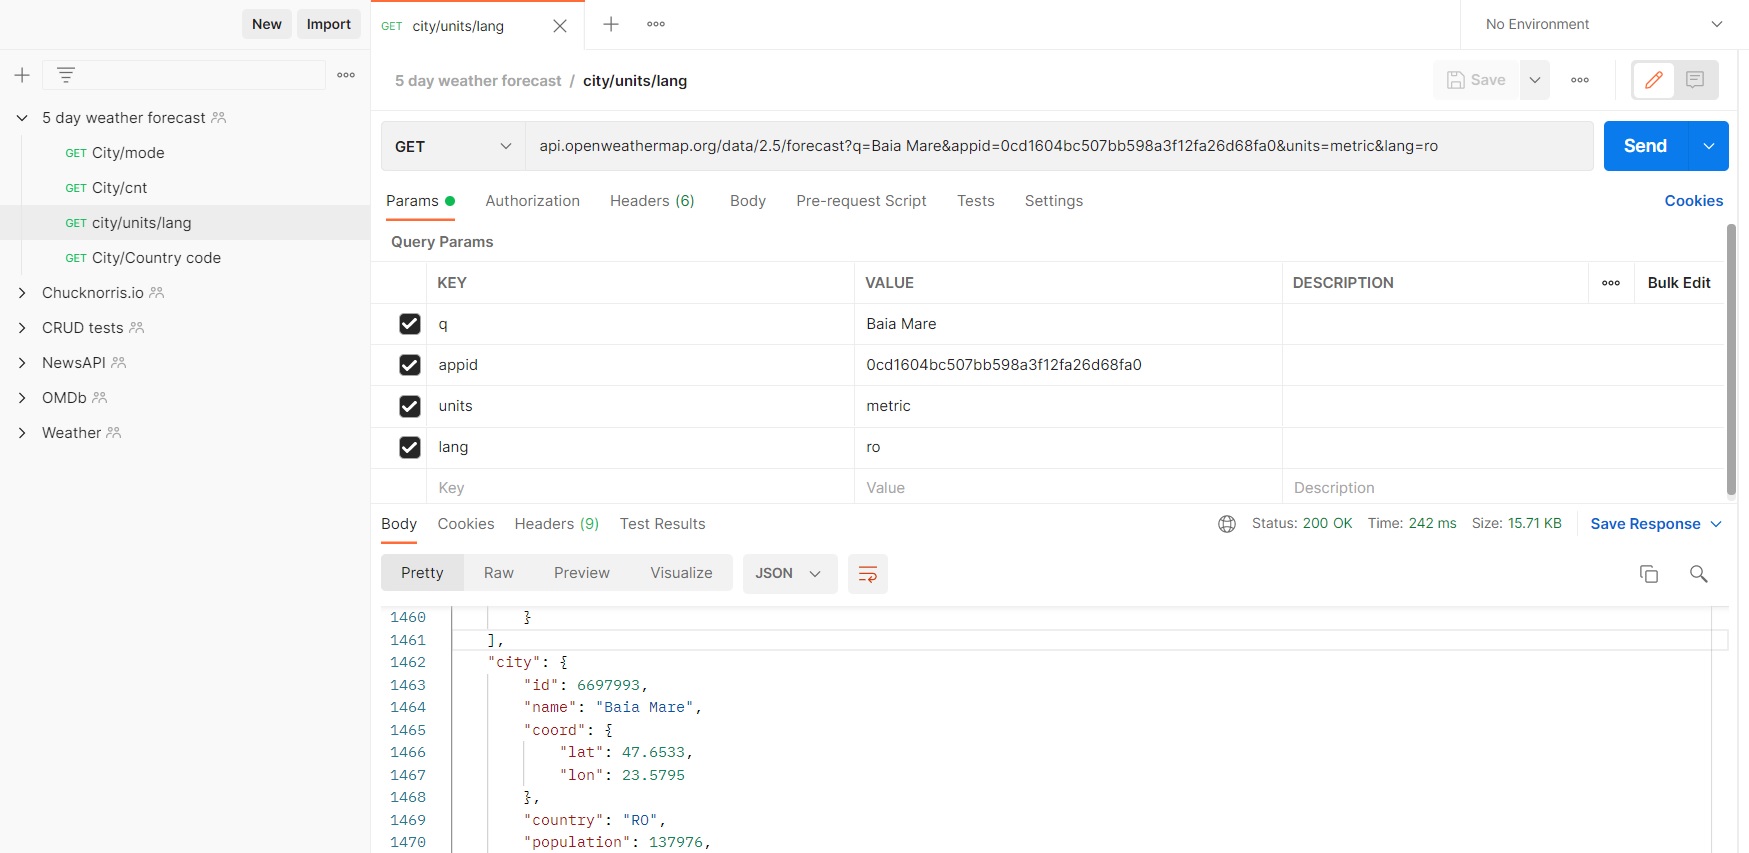 New Import
GET city/units/lang
No Environment
5 day weather forecast / city/units/lang
Save
5 day weather forecast
GET City/mode
GET City/cnt
GET city/units/lang
GET City/Country code
Chucknorris.io
CRUD tests
NewsAPI
OMDb
Weather
GET api.openweathermap.org/data/2.5/forecast?q=Baia Mare&appid=0cd1604bc507bb598a3f12fa26d68fa0&units=metric&lang=ro Send
Params Authorization Headers (6) Body Pre-request Script Tests Settings Cookies
Query Params
KEY VALUE DESCRIPTION Bulk Edit
q Baia Mare
appid 0cd1604bc507bb598a3f12fa26d68fa0
units metric
lang ro
Key Value Description
Body Cookies Headers (9) Test Results Status: 200 OK Time: 242 ms Size: 15.71 KB Save Response
Pretty Raw Preview Visualize JSON
1460 }
1461 ],
1462 "city": {
1463 "id": 6697993,
1464 "name": "Baia Mare",
1465 "coord": {
1466 "lat": 47.6533,
1467 "lon": 23.5795
1468 },
1469 "country": "RO",
1470 "population": 137976,